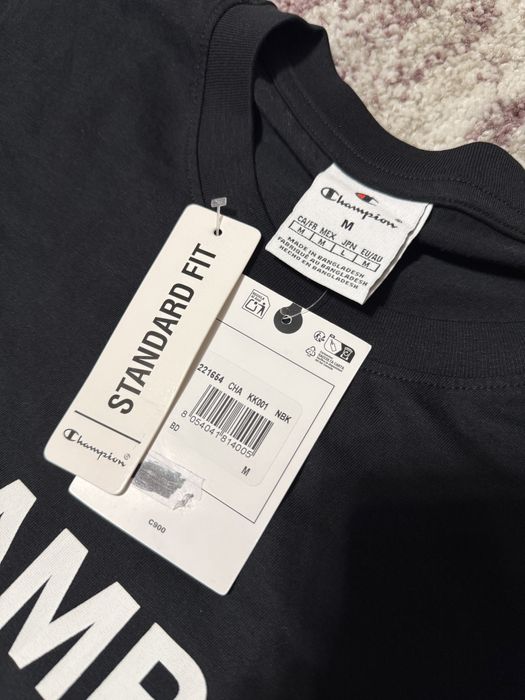 Champion
M
CA/FR MEX JPN EU/AU
M M L M
MADE IN BANGLADESH
FABRIQUÉ AU BANGLADESH
HECHO EN BANGLADESH
STANDARD FIT
Champion
221654 CHA KK001 NBK
8 054041 814005
BD M
C900
AMP